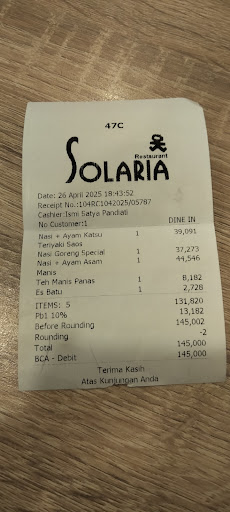 47C
Restaurant
SOLARIA
Date: 26 April 2025 18:43:52
Receipt No.:104RC1042025/05787
Cashier:Ismi Satya Pandiati
No Customer:1 DINE IN
Nasi + Ayam Katsu 1 39,091
Teriyaki Saos
Nasi Goreng Special 1 37,273
Nasi + Ayam Asam 1 44,546
Manis
Teh Manis Panas 1 8,182
Es Batu 1 2,728
ITEMS: 5 131,820
Pb1 10% 13,182
Before Rounding 145,002
Rounding -2
Total 145,000
BCA - Debit 145,000
Terima Kasih
Atas Kunjungan Anda